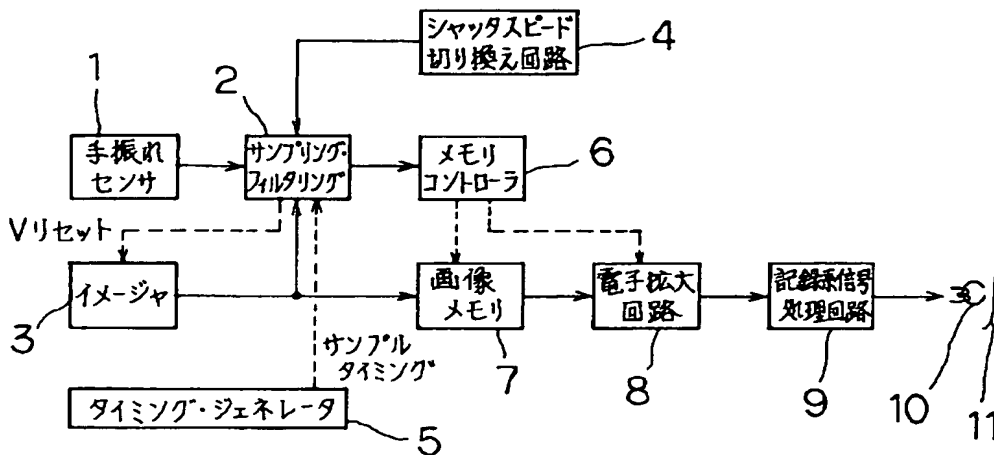 シャッタスピード
切り換え回路
4
1
2
手振れ
センサ
サンプリング・
フィルタリング
メモリ
コントローラ
6
Vリセット
イメージャ
3
画像
メモリ
7
電子拡大
回路
8
記録系信号
処理回路
9
10
11
サンプル
タイミング
タイミング・ジェネレータ
5